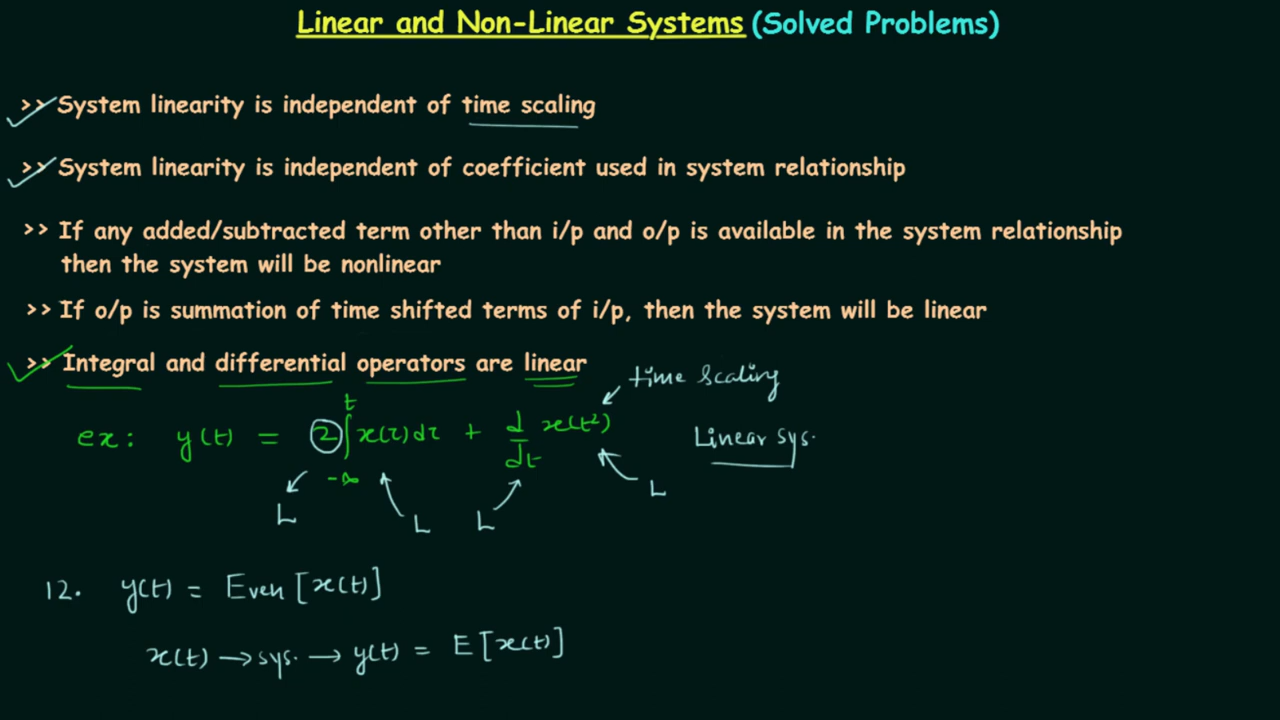 Linear and Non-Linear Systems (Solved Problems)
>> System linearity is independent of time scaling
>> System linearity is independent of coefficient used in system relationship
>> If any added/subtracted term other than i/p and o/p is available in the system relationship
then the system will be nonlinear
>> If o/p is summation of time shifted terms of i/p, then the system will be linear
>> Integral and differential operators are linear
time scaling
ex: y(t) = 2∫_{-∞}^{t} x(τ)dτ + d/dt x(t²) Linear sys.
L L L L
12. y(t) = Even [x(t)]
x(t) → sys. → y(t) = E [x(t)]